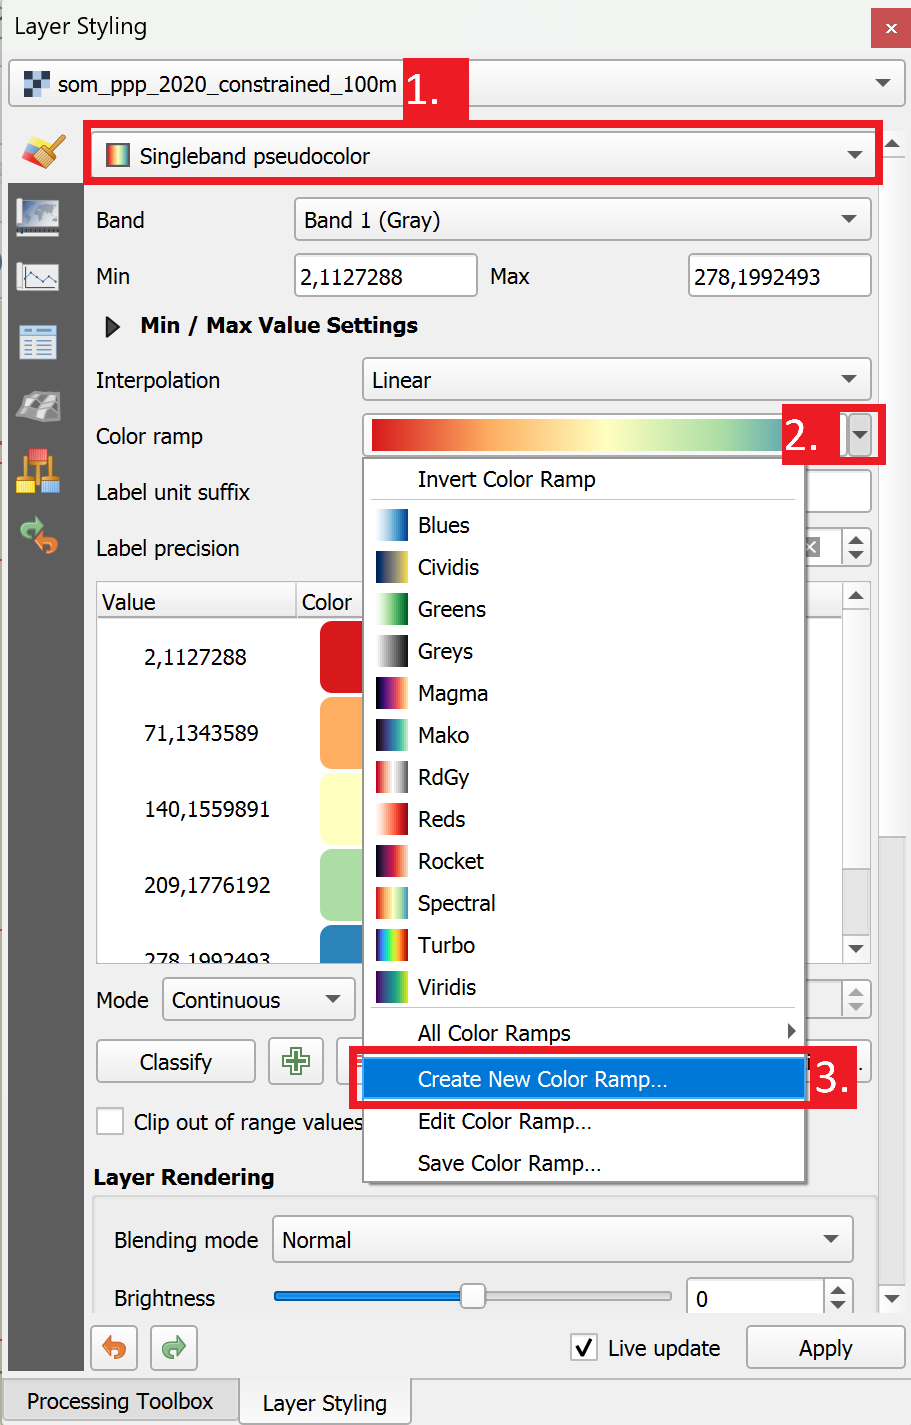 Layer Styling
som_ppp_2020_constrained_100m
1.
Singleband pseudocolor
Band Band 1 (Gray)
Min 2,1127288 Max 278,1992493
Min / Max Value Settings
Interpolation Linear
Color ramp 2.
Invert Color Ramp
Label unit suffix
Blues
Label precision
Cividis
Value Color
Greens
2,1127288
Greys
Magma
71,1343589
Mako
RdGy
140,1559891
Reds
Rocket
209,1776192
Spectral
Turbo
278,1992493
Viridis
Mode Continuous
All Color Ramps
Classify
Create New Color Ramp...
3.
Clip out of range values
Edit Color Ramp...
Save Color Ramp...
Layer Rendering
Blending mode Normal
Brightness 0
Live update Apply
Processing Toolbox Layer Styling